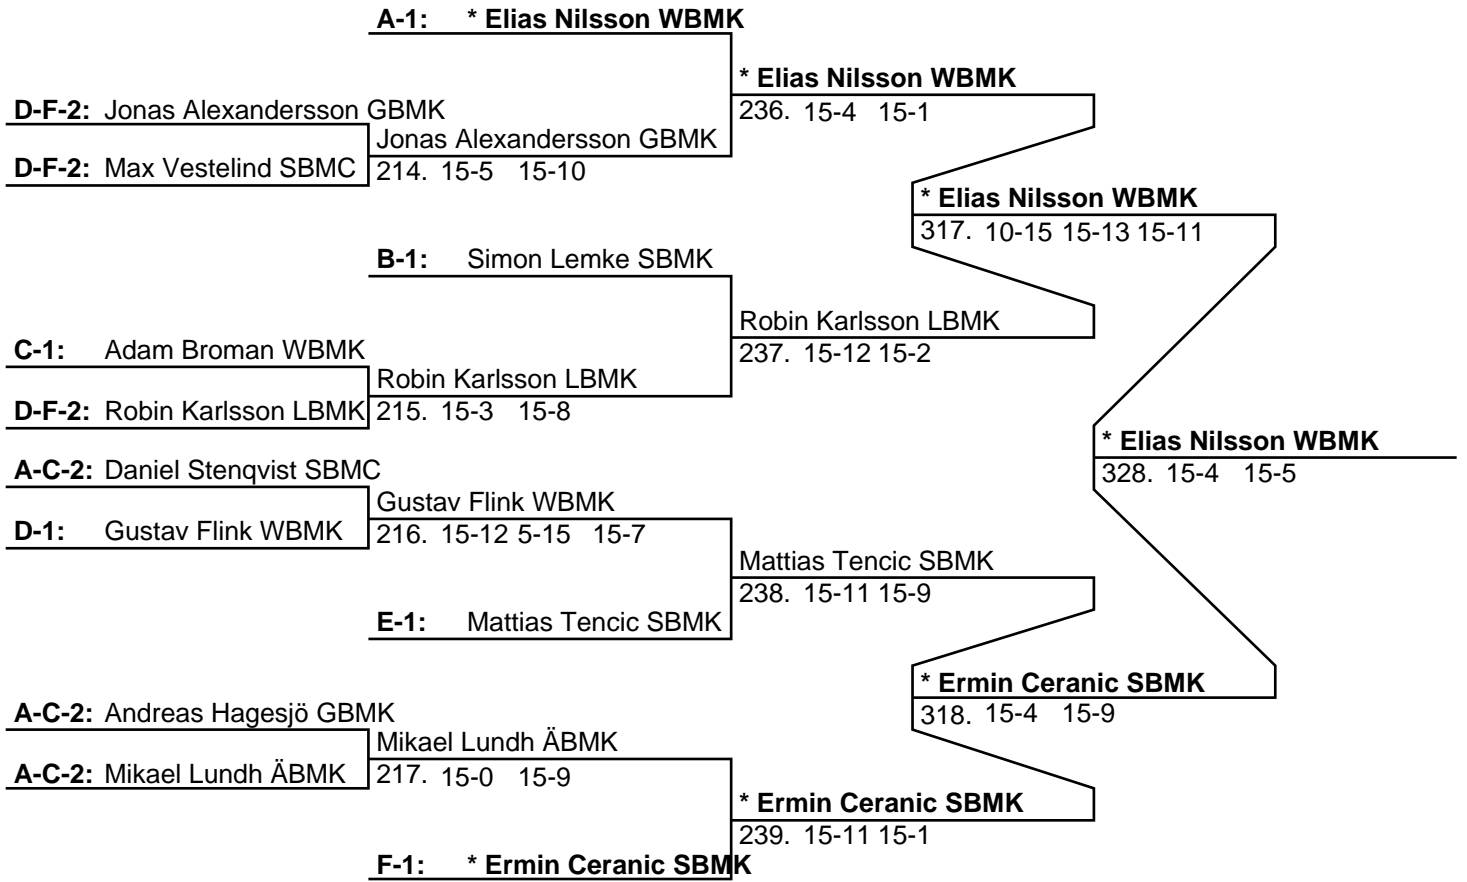 A-1: * Elias Nilsson WBMK
* Elias Nilsson WBMK
236. 15-4 15-1
D-F-2: Jonas Alexandersson GBMK
Jonas Alexandersson GBMK
D-F-2: Max Vestelind SBMC
214. 15-5 15-10
* Elias Nilsson WBMK
317. 10-15 15-13 15-11
B-1: Simon Lemke SBMK
Robin Karlsson LBMK
237. 15-12 15-2
C-1: Adam Broman WBMK
Robin Karlsson LBMK
D-F-2: Robin Karlsson LBMK
215. 15-3 15-8
* Elias Nilsson WBMK
328. 15-4 15-5
A-C-2: Daniel Stenqvist SBMC
Gustav Flink WBMK
D-1: Gustav Flink WBMK
216. 15-12 5-15 15-7
Mattias Tencic SBMK
238. 15-11 15-9
E-1: Mattias Tencic SBMK
* Ermin Ceranic SBMK
318. 15-4 15-9
A-C-2: Andreas Hagesjö GBMK
Mikael Lundh ÄBMK
A-C-2: Mikael Lundh ÄBMK
217. 15-0 15-9
* Ermin Ceranic SBMK
239. 15-11 15-1
F-1: * Ermin Ceranic SBMK